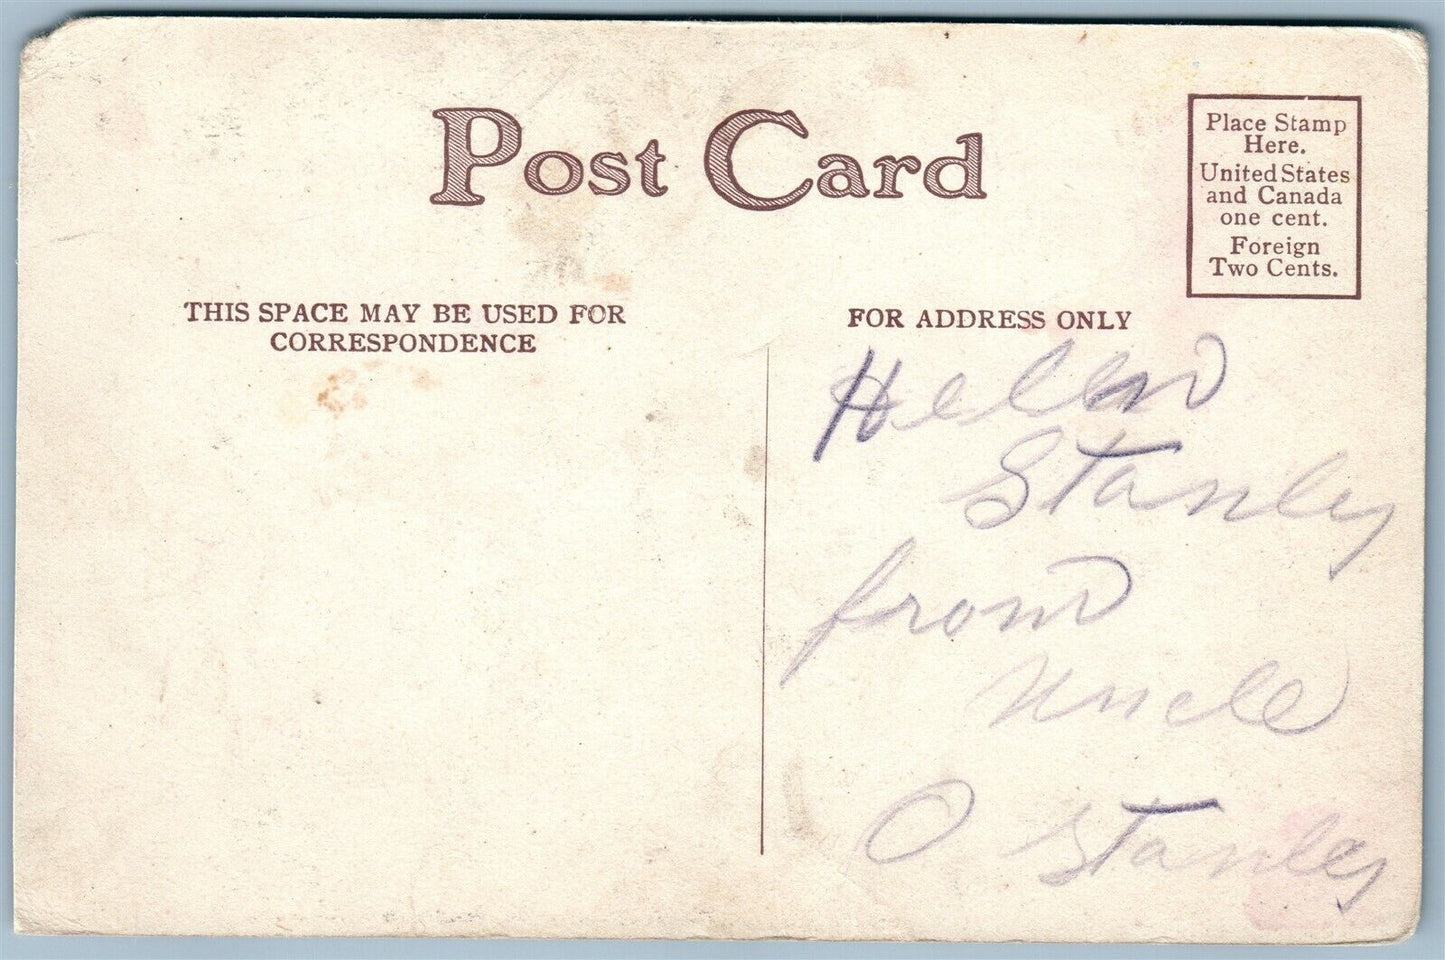 Post Card
Place Stamp
Here.
United States
and Canada
one cent.
Foreign
Two Cents.
THIS SPACE MAY BE USED FOR
CORRESPONDENCE
FOR ADDRESS ONLY
Hello
Stanley
from
Uncle
O Stanley